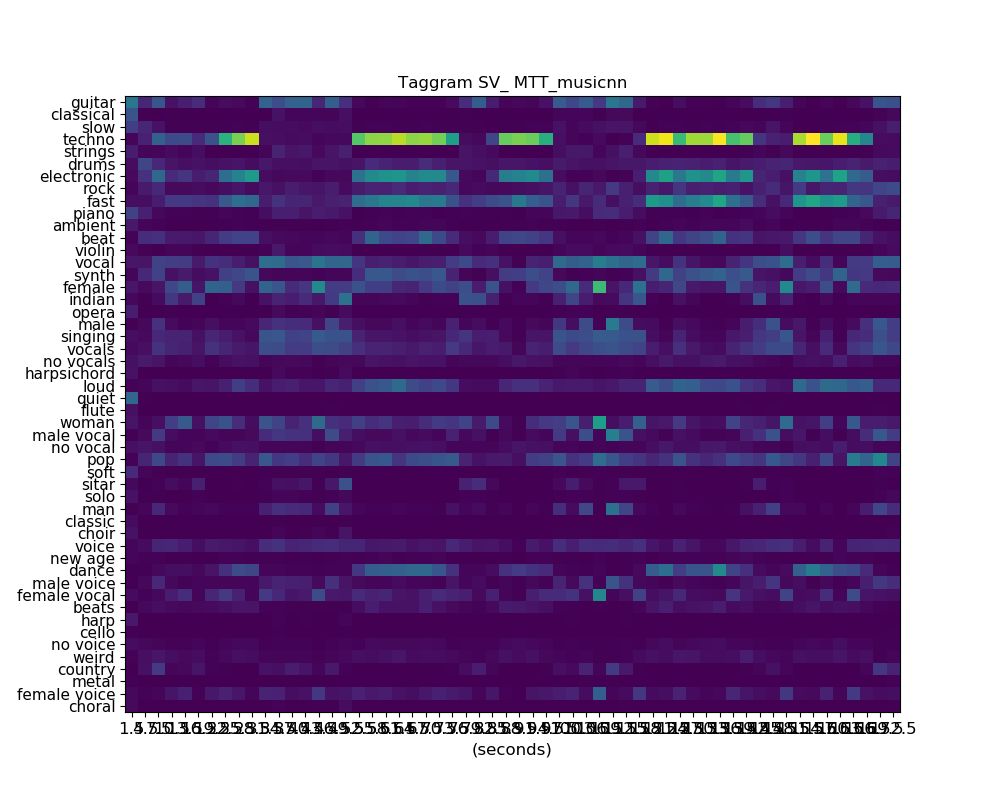 Taggram SV_ MTT_musicnn
guitar
classical
slow
techno
strings
drums
electronic
rock
fast
piano
ambient
beat
violin
vocal
synth
female
indian
opera
male
singing
vocals
no vocals
harpsichord
loud
quiet
flute
woman
male vocal
no vocal
pop
soft
sitar
solo
man
classic
choir
voice
new age
dance
male voice
female vocal
beats
harp
cello
no voice
weird
country
metal
female voice
choral
(seconds)